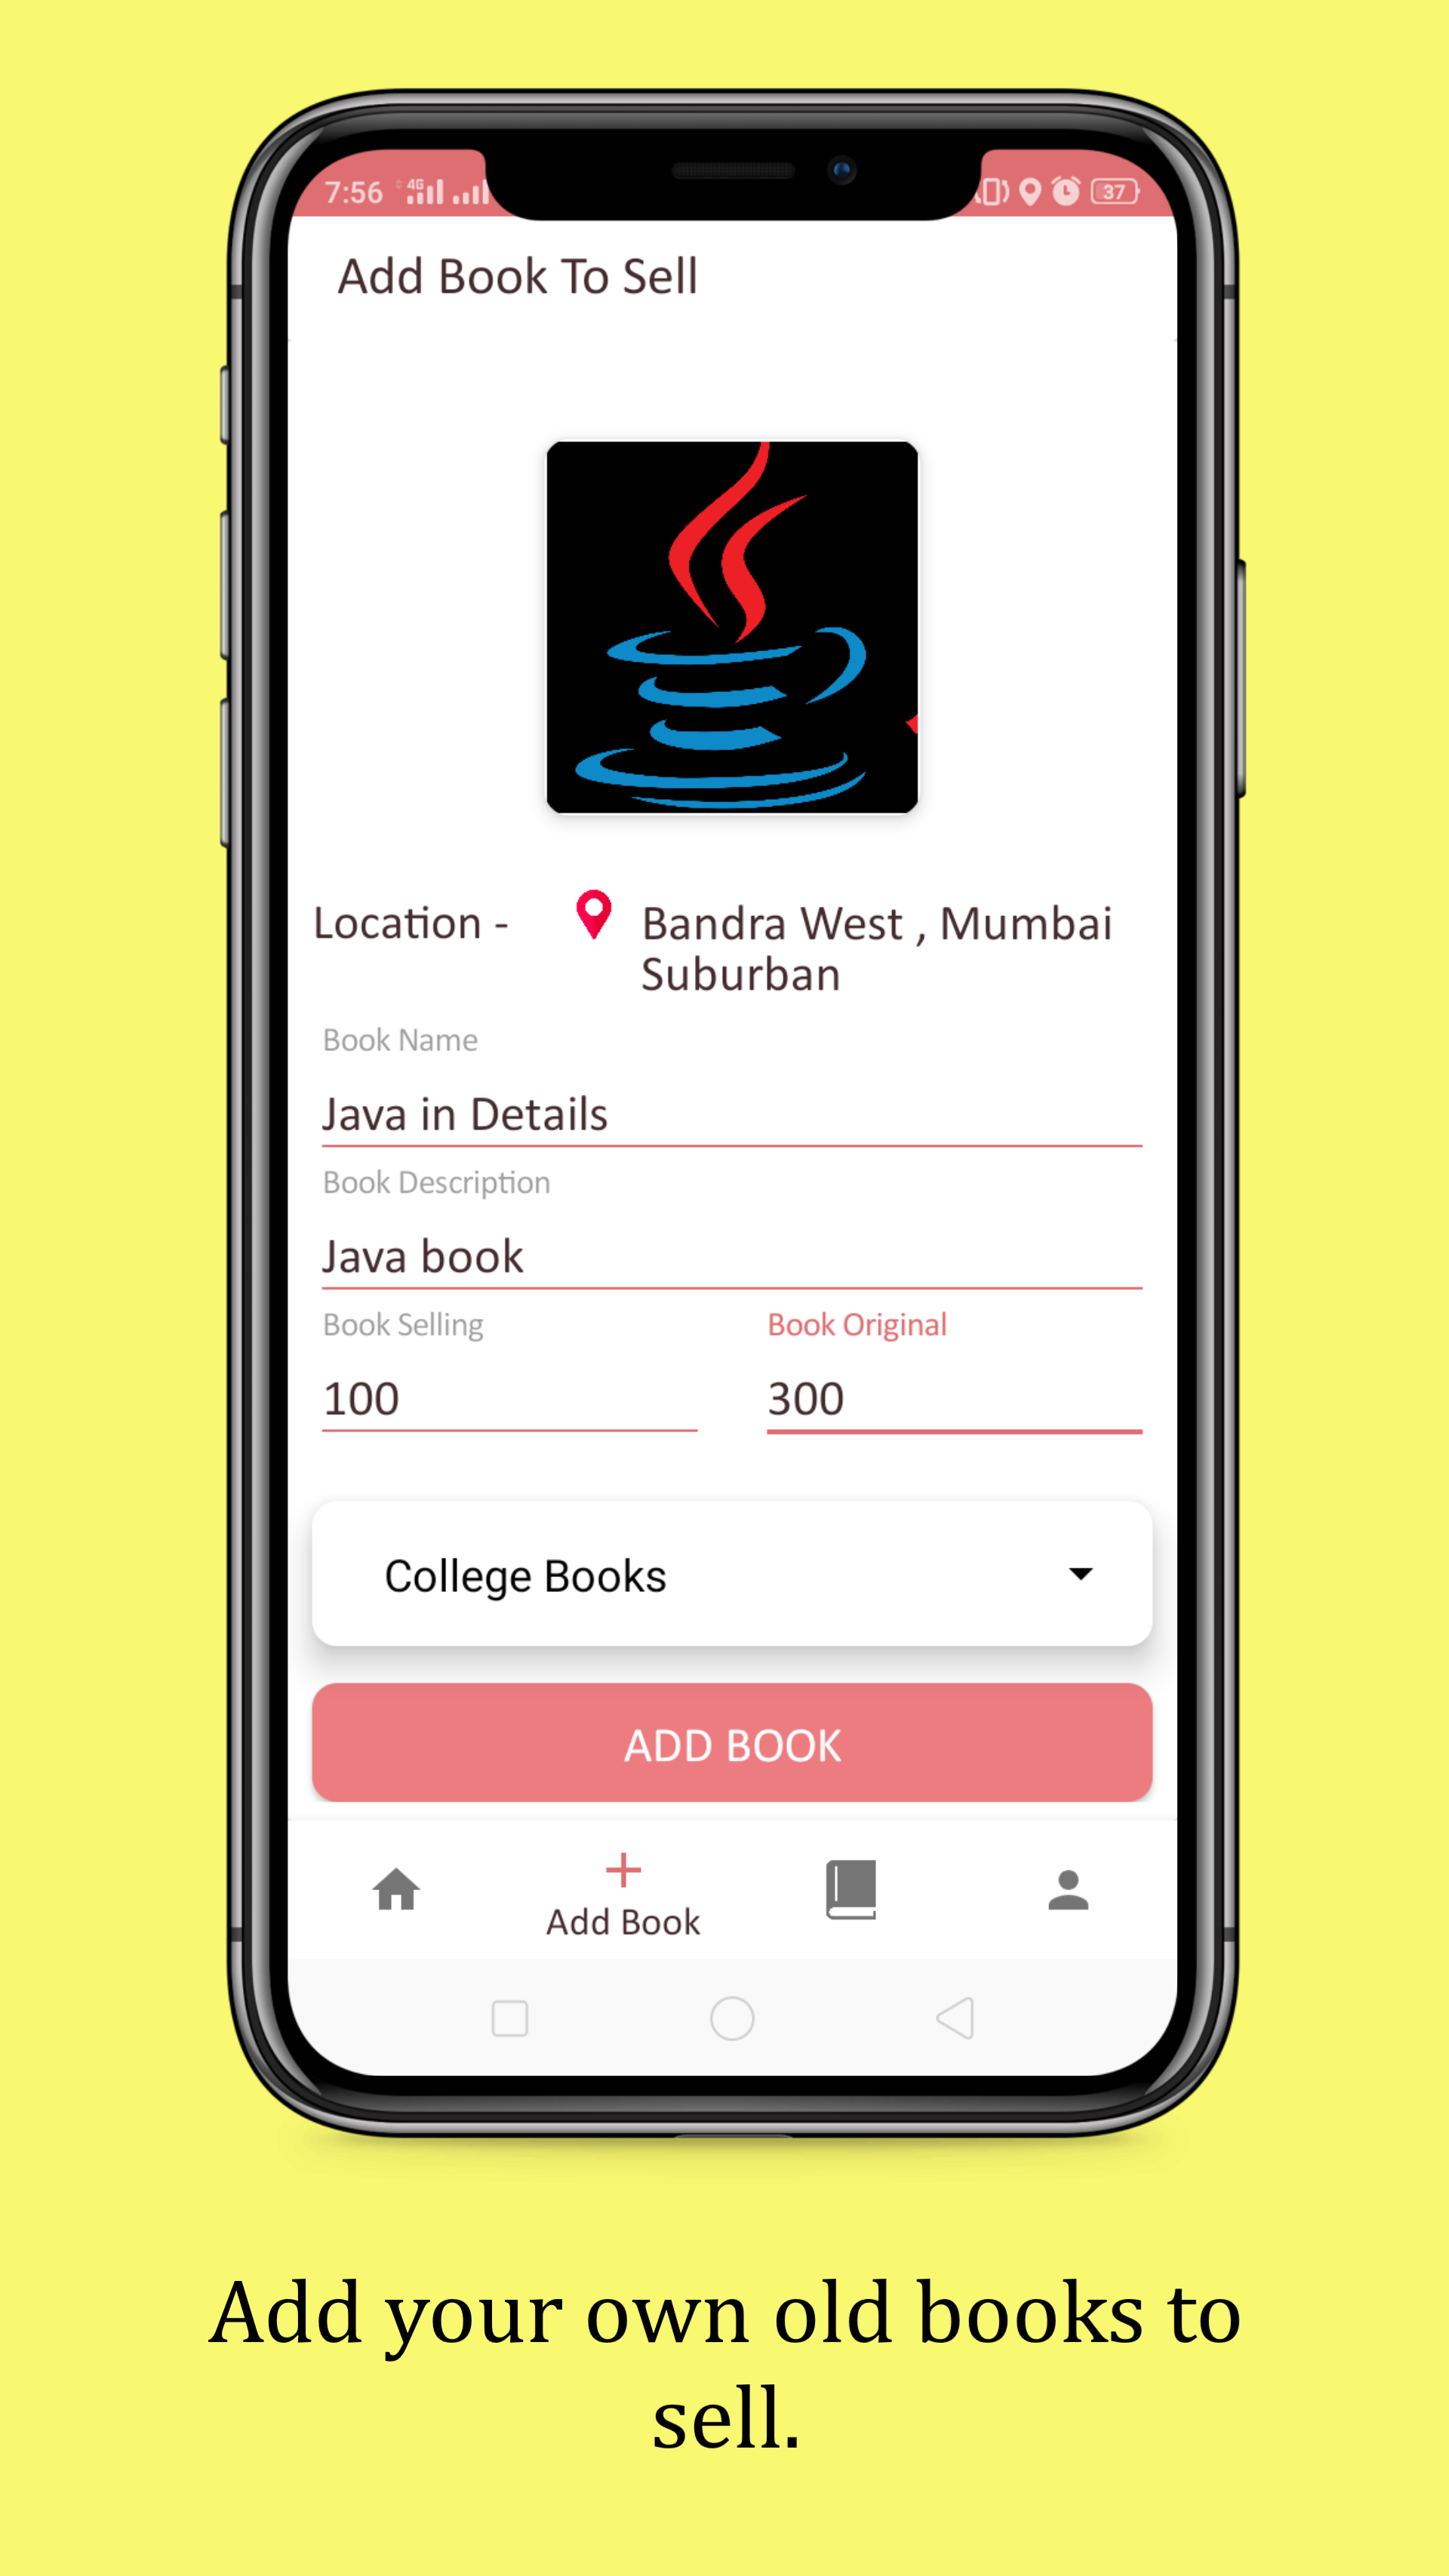 7:56 4G 37
Add Book To Sell
Location - Bandra West , Mumbai
Suburban
Book Name
Java in Details
Book Description
Java book
Book Selling Book Original
100 300
College Books
ADD BOOK
Add Book
Add your own old books to
sell.